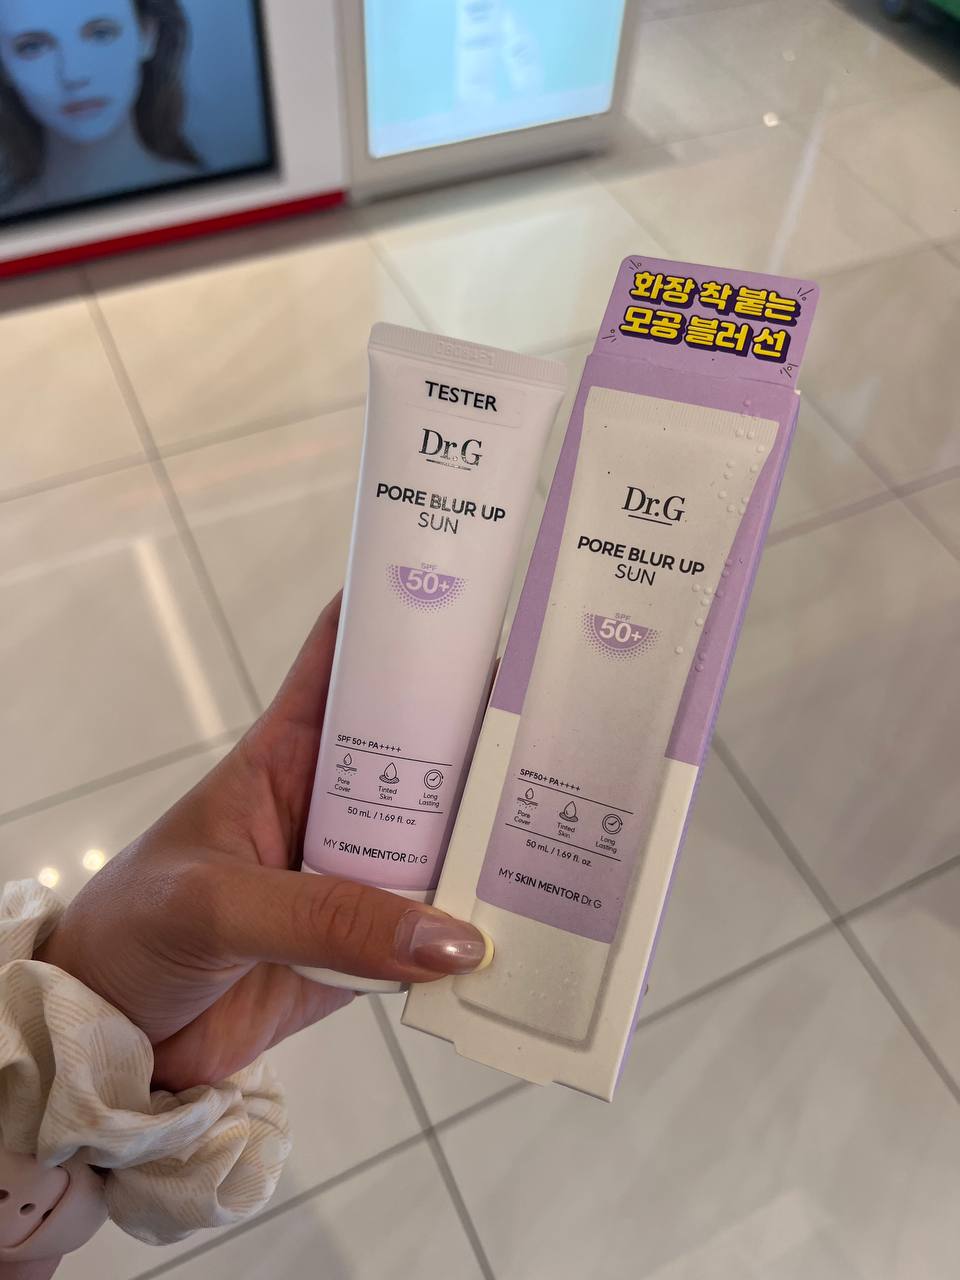 TESTER
Dr.G
PORE BLUR UP
SUN
SPF
50+
SPF 50+ PA++++
Pore
Cover
Tinted
Skin
Long
Lasting
50 mL / 1.69 fl. oz.
MY SKIN MENTOR Dr.G
화장 착 붙는
모공 블러 선
Dr.G
PORE BLUR UP
SUN
SPF
50+
SPF50+ PA++++
Pore
Cover
Tinted
Skin
Long
Lasting
50 mL / 1.69 fl. oz.
MY SKIN MENTOR Dr.G